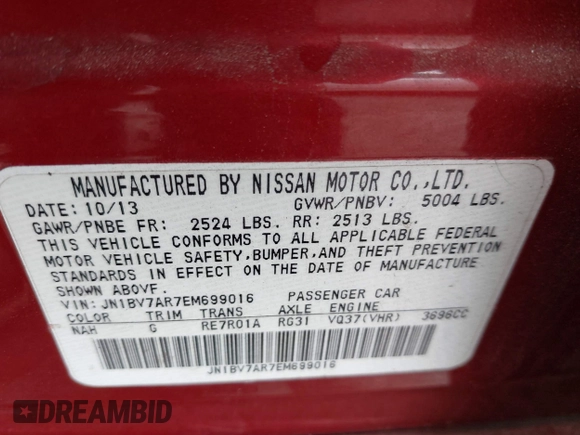 MANUFACTURED BY NISSAN MOTOR CO.,LTD.
DATE: 10/13 GVWR/PNBV: 5004 LBS.
GAWR/PNBE FR: 2524 LBS. RR: 2513 LBS.
THIS VEHICLE CONFORMS TO ALL APPLICABLE FEDERAL
MOTOR VEHICLE SAFETY,BUMPER,AND THEFT PREVENTION
STANDARDS IN EFFECT ON THE DATE OF MANUFACTURE
SHOWN ABOVE.
VIN: JN1BV7AR7EM699016 PASSENGER CAR
COLOR TRIM TRANS AXLE ENGINE
NAH G RE7R01A RG31 VQ37(VHR) 3696CC
JN1BV7AR7EM699016
DREAMBID